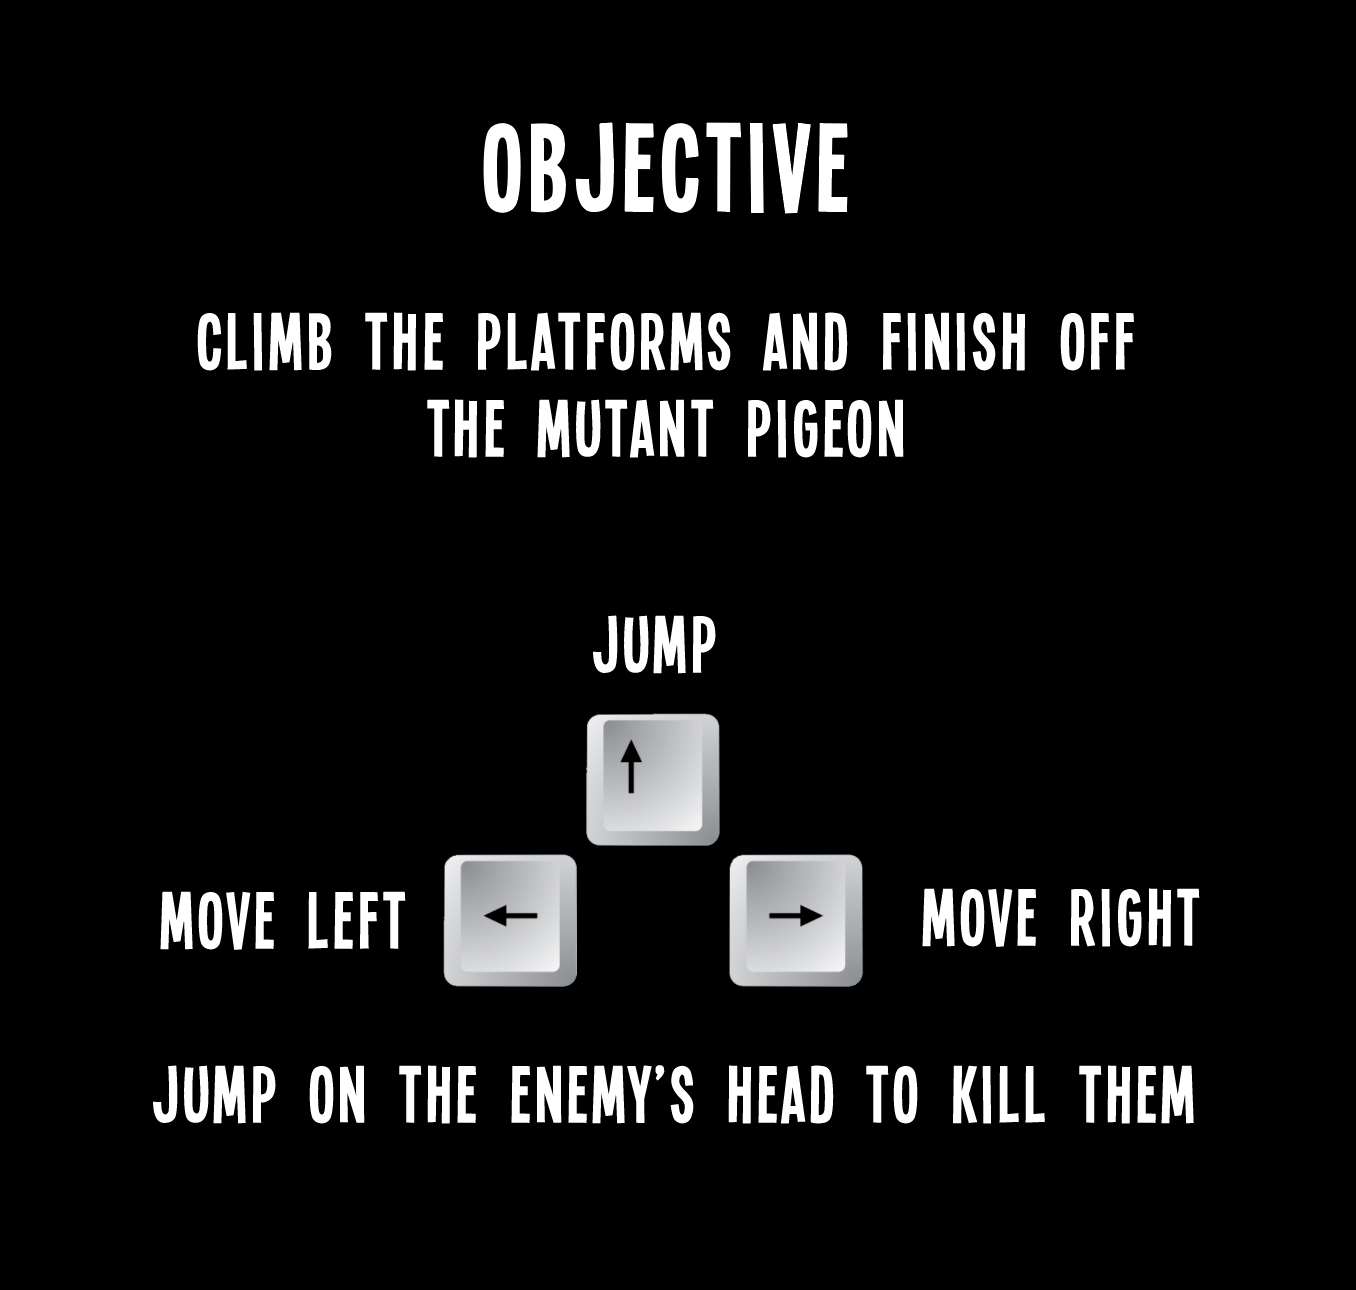 OBJECTIVE
CLIMB THE PLATFORMS AND FINISH OFF
THE MUTANT PIGEON
JUMP
MOVE LEFT
MOVE RIGHT
JUMP ON THE ENEMY'S HEAD TO KILL THEM